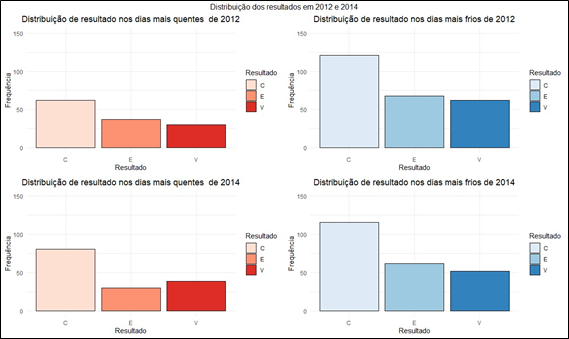 Distribuição dos resultados em 2012 e 2014
Distribuição de resultado nos dias mais quentes  de 2012
150
100
50
0
Frequência
C
E
V
Resultado
Resultado
C
E
V
Distribuição de resultado nos dias mais frios de 2012
150
100
50
0
Frequência
C
E
V
Resultado
Resultado
C
E
V
Distribuição de resultado nos dias mais quentes  de 2014
150
100
50
0
Frequência
C
E
V
Resultado
Resultado
C
E
V
Distribuição de resultado nos dias mais frios de 2014
150
100
50
0
Frequência
C
E
V
Resultado
Resultado
C
E
V